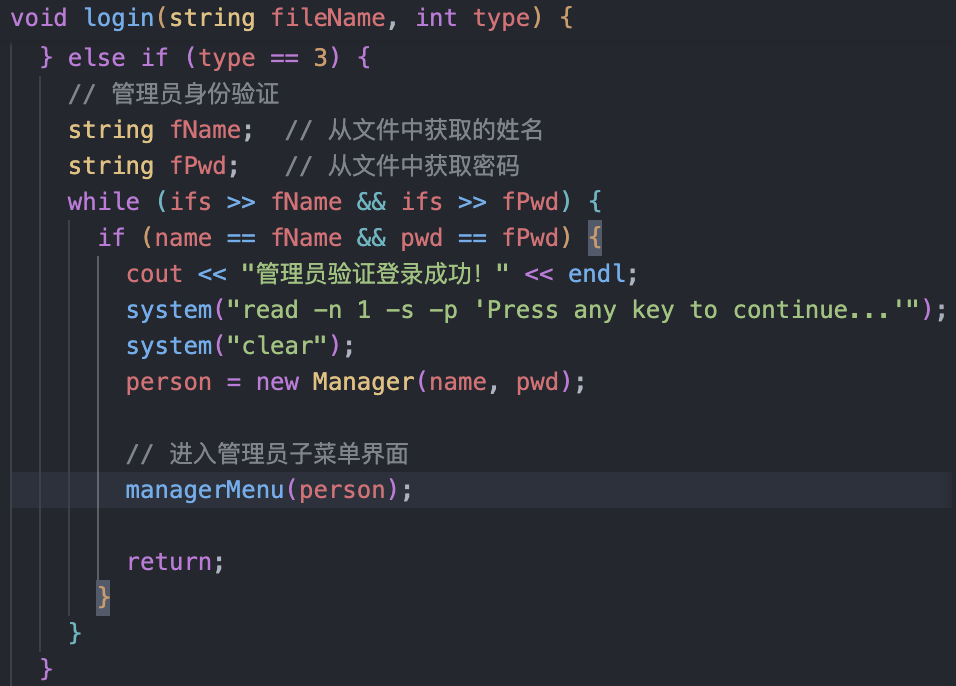 void login(string fileName, int type) {
} else if (type == 3) {
// 管理员身份验证
string fName;  // 从文件中获取的姓名
string fPwd;   // 从文件中获取密码
while (ifs >> fName && ifs >> fPwd) {
if (name == fName && pwd == fPwd) {
cout << "管理员验证登录成功！" << endl;
system("read -n 1 -s -p 'Press any key to continue...'");
system("clear");
person = new Manager(name, pwd);
// 进入管理员子菜单界面
managerMenu(person);
return;
}
}
}